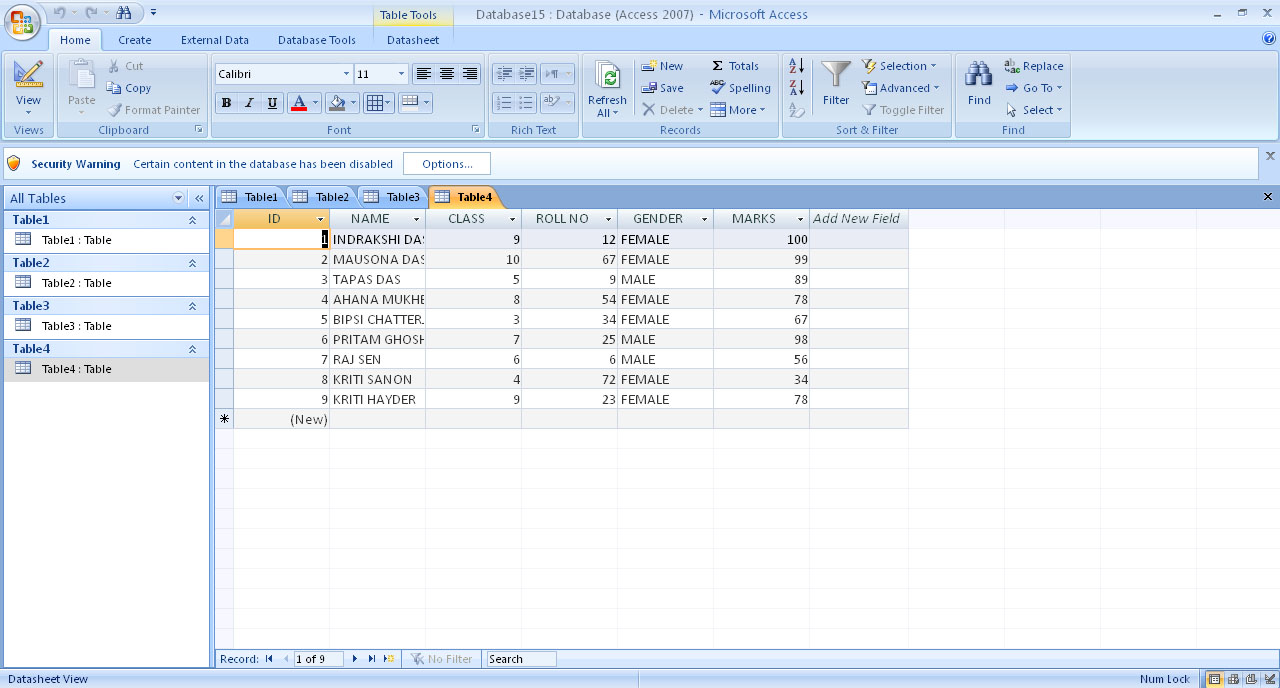 Table Tools Database15 : Database (Access 2007) - Microsoft Access
Home Create External Data Database Tools Datasheet
View
Views
Paste
Cut
Copy
Format Painter
Clipboard
Calibri 11
B I U A
Font
Rich Text
Refresh All
New
Save
Delete
Σ Totals
ABC Spelling
More
Records
A Z
Z A
Filter
Selection
Advanced
Toggle Filter
Sort & Filter
Find
Replace
Go To
Select
Find
Security Warning Certain content in the database has been disabled Options...
All Tables
Table1
Table1 : Table
Table2
Table2 : Table
Table3
Table3 : Table
Table4
Table4 : Table
Table1 Table2 Table3 Table4
ID NAME CLASS ROLL NO GENDER MARKS Add New Field
1 INDRAKSHI DAS 9 12 FEMALE 100
2 MAUSONA DAS 10 67 FEMALE 99
3 TAPAS DAS 5 9 MALE 89
4 AHANA MUKHE 8 54 FEMALE 78
5 BIPSI CHATTER 3 34 FEMALE 67
6 PRITAM GHOSH 7 25 MALE 98
7 RAJ SEN 6 6 MALE 56
8 KRITI SANON 4 72 FEMALE 34
9 KRITI HAYDER 9 23 FEMALE 78
* (New)
Record: 1 of 9 No Filter Search
Datasheet View Num Lock